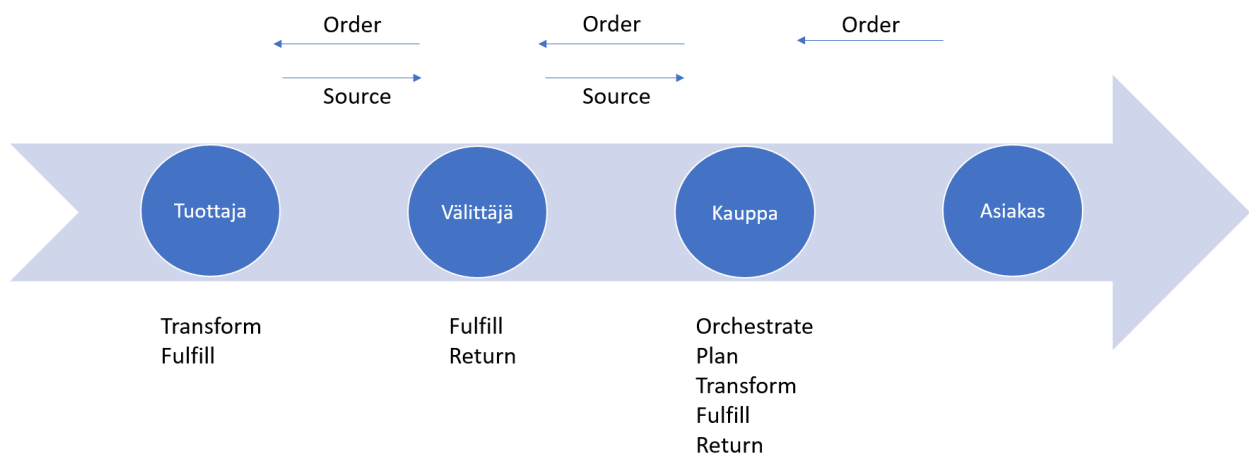 Order
Order
Order
Source
Source
Tuottaja
Välittäjä
Kauppa
Asiakas
Transform
Fulfill
Fulfill
Return
Orchestrate
Plan
Transform
Fulfill
Return